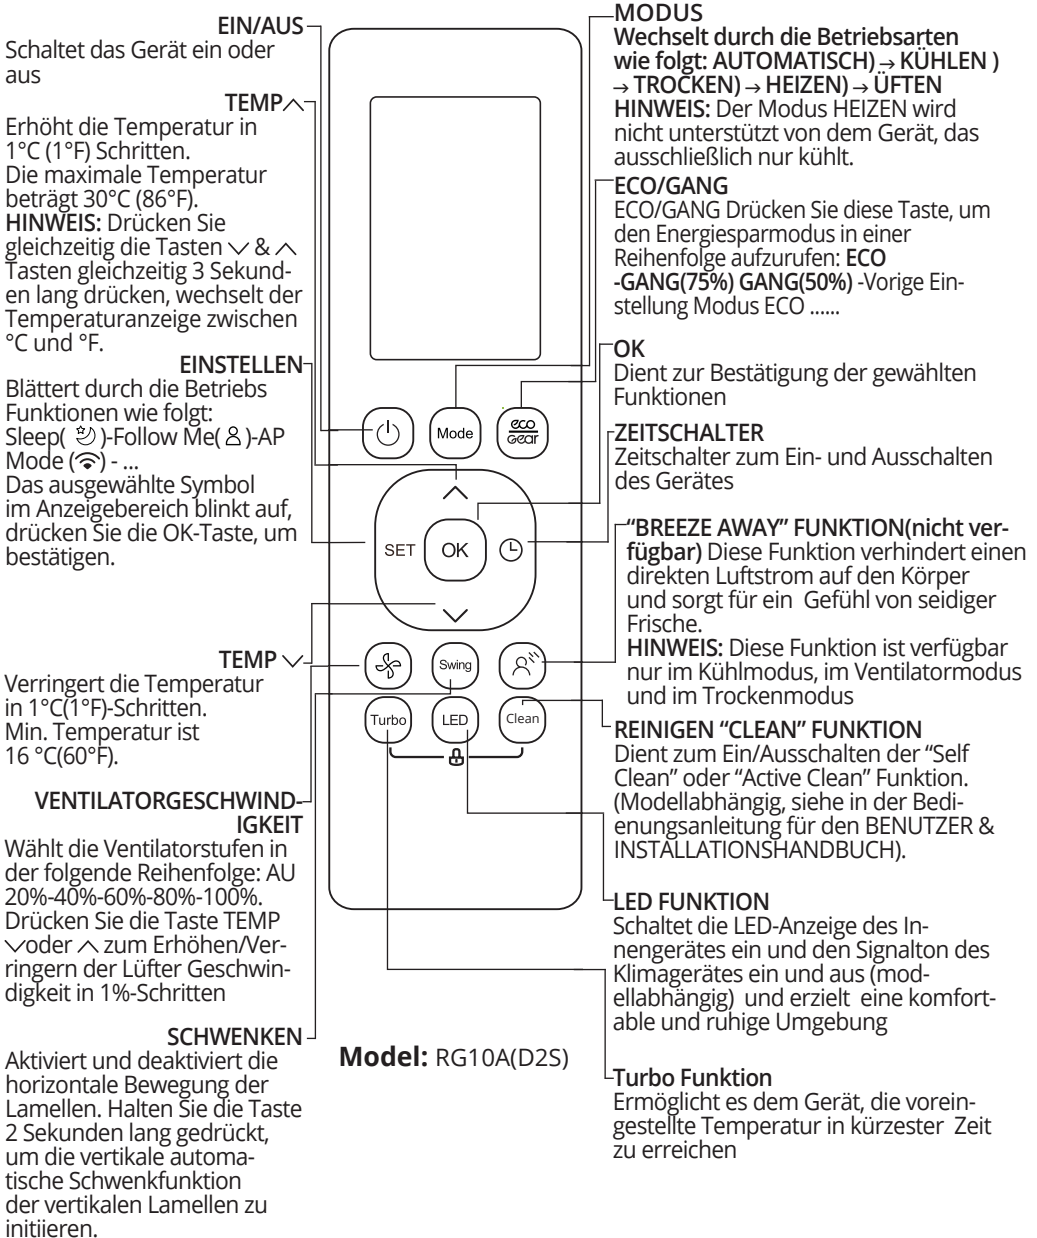 EIN/AUS
Schaltet das Gerät ein oder
aus
TEMP
Erhöht die Temperatur in
1°C (1°F) Schritten.
Die maximale Temperatur
beträgt 30°C (86°F).
HINWEIS: Drücken Sie
gleichzeitig die Tasten & 
Tasten gleichzeitig 3 Sekund-
en lang drücken, wechselt der
Temperaturanzeige zwischen
°C und °F.
EINSTELLEN
Blättert durch die Betriebs
Funktionen wie folgt:
Sleep( )-Follow Me( )-AP
Mode ( ) - ...
Das ausgewählte Symbol
im Anzeigebereich blinkt auf,
drücken Sie die OK-Taste, um
bestätigen.
TEMP
Verringert die Temperatur
in 1°C(1°F)-Schritten.
Min. Temperatur ist
16 °C(60°F).
VENTILATORGESCHWIND-
IGKEIT
Wählt die Ventilatorstufen in
der folgende Reihenfolge: AU
20%-40%-60%-80%-100%.
Drücken Sie die Taste TEMP
oder zum Erhöhen/Ver-
ringern der Lüfter Geschwin-
digkeit in 1%-Schritten
SCHWENKEN
Aktiviert und deaktiviert die
horizontale Bewegung der
Lamellen. Halten Sie die Taste
2 Sekunden lang gedrückt,
um die vertikale automa-
tische Schwenkfunktion
der vertikalen Lamellen zu
initiieren.
Mode
eco
Gear
SET
OK
Swing
Turbo
LED
Clean
Model: RG10A(D2S)
MODUS
Wechselt durch die Betriebsarten
wie folgt: AUTOMATISCH) → KÜHLEN )
→ TROCKEN) → HEIZEN) → ÜFTEN
HINWEIS: Der Modus HEIZEN wird
nicht unterstützt von dem Gerät, das
ausschließlich nur kühlt.
ECO/GANG
ECO/GANG Drücken Sie diese Taste, um
den Energiesparmodus in einer
Reihenfolge aufzurufen: ECO
-GANG(75%) GANG(50%) -Vorige Ein-
stellung Modus ECO ......
OK
Dient zur Bestätigung der gewählten
Funktionen
ZEITSCHALTER
Zeitschalter zum Ein- und Ausschalten
des Gerätes
“BREEZE AWAY” FUNKTION(nicht ver-
fügbar) Diese Funktion verhindert einen
direkten Luftstrom auf den Körper
und sorgt für ein Gefühl von seidiger
Frische.
HINWEIS: Diese Funktion ist verfügbar
nur im Kühlmodus, im Ventilatormodus
und im Trockenmodus
REINIGEN “CLEAN” FUNKTION
Dient zum Ein/Ausschalten der “Self
Clean” oder “Active Clean” Funktion.
(Modellabhängig, siehe in der Bedi-
enungsanleitung für den BENUTZER &
INSTALLATIONSHANDBUCH).
LED FUNKTION
Schaltet die LED-Anzeige des In-
nengerätes ein und den Signalton des
Klimagerätes ein und aus (mod-
ellabhängig) und erzielt eine komfort-
able und ruhige Umgebung
Turbo Funktion
Ermöglicht es dem Gerät, die vorein-
gestellte Temperatur in kürzester Zeit
zu erreichen